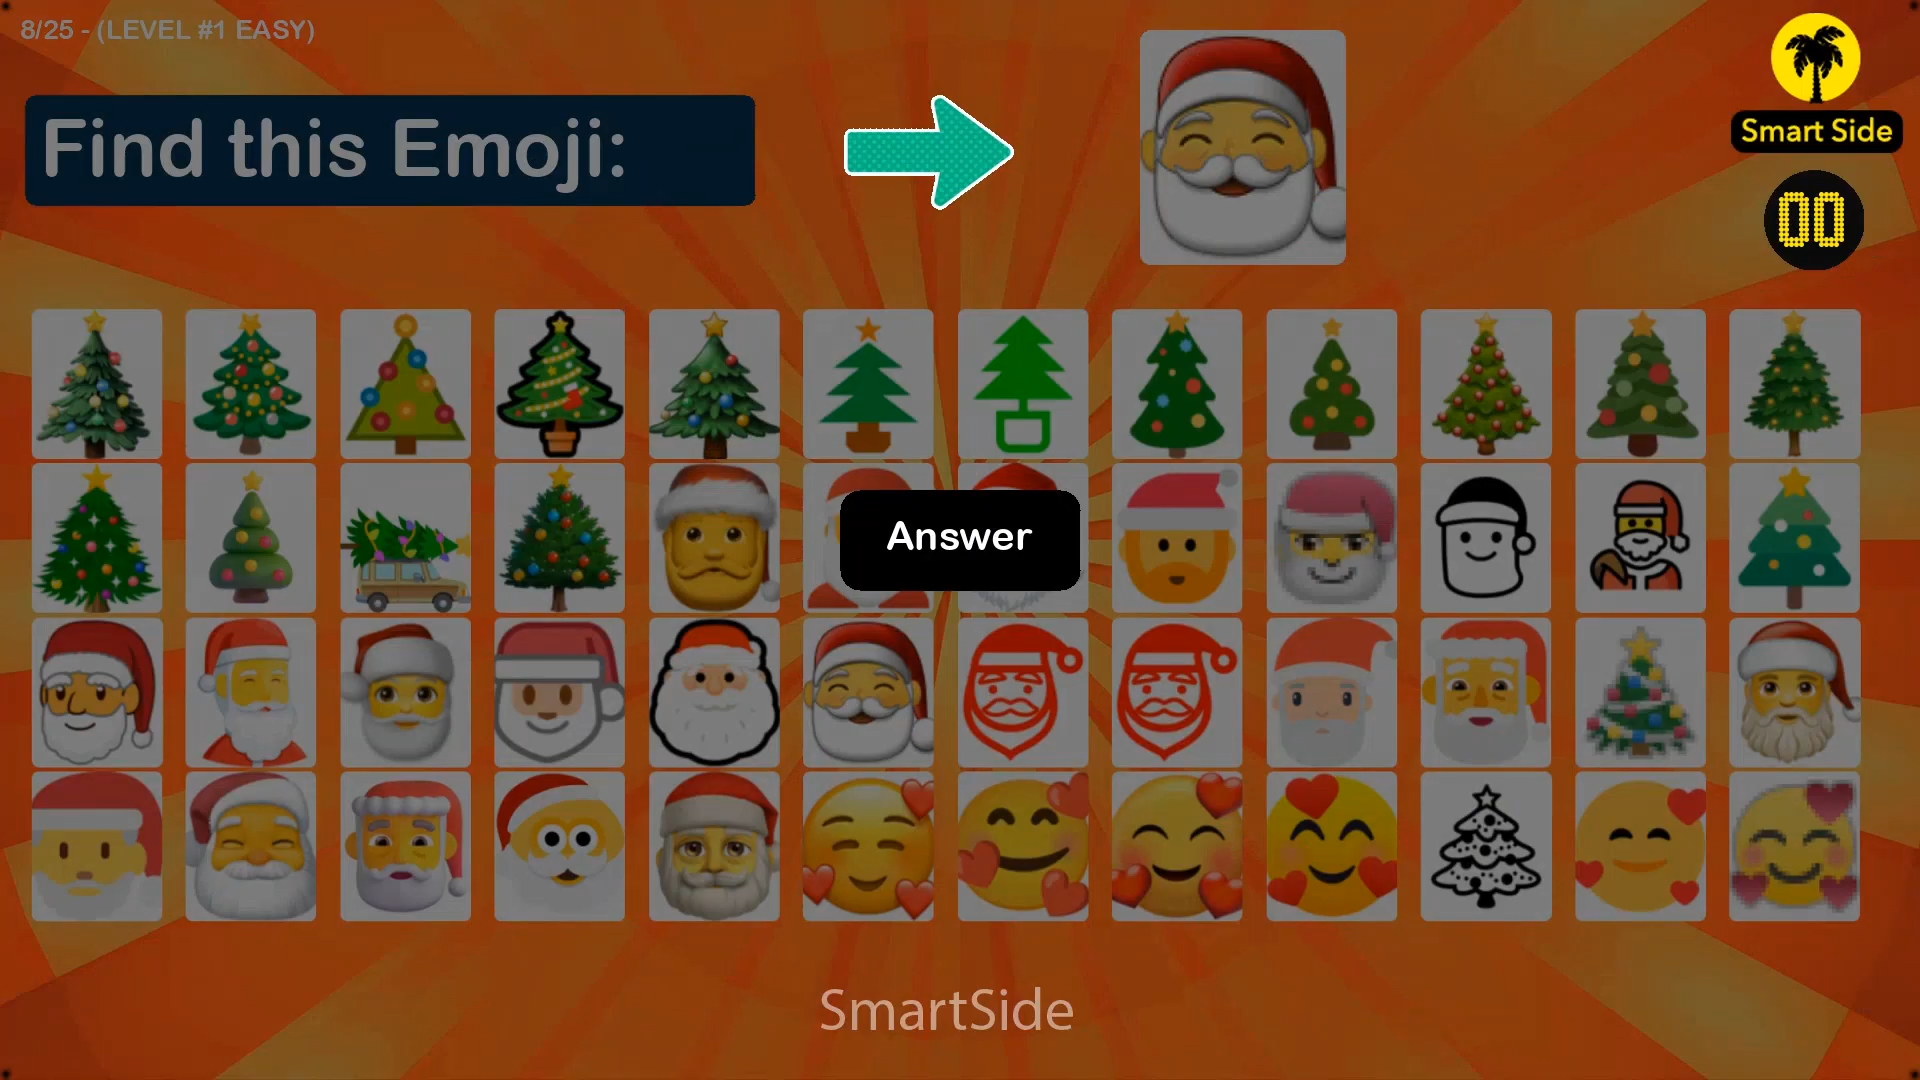 8/25 - (LEVEL #1 EASY)
Find this Emoji:
Smart Side
00
Answer
SmartSide